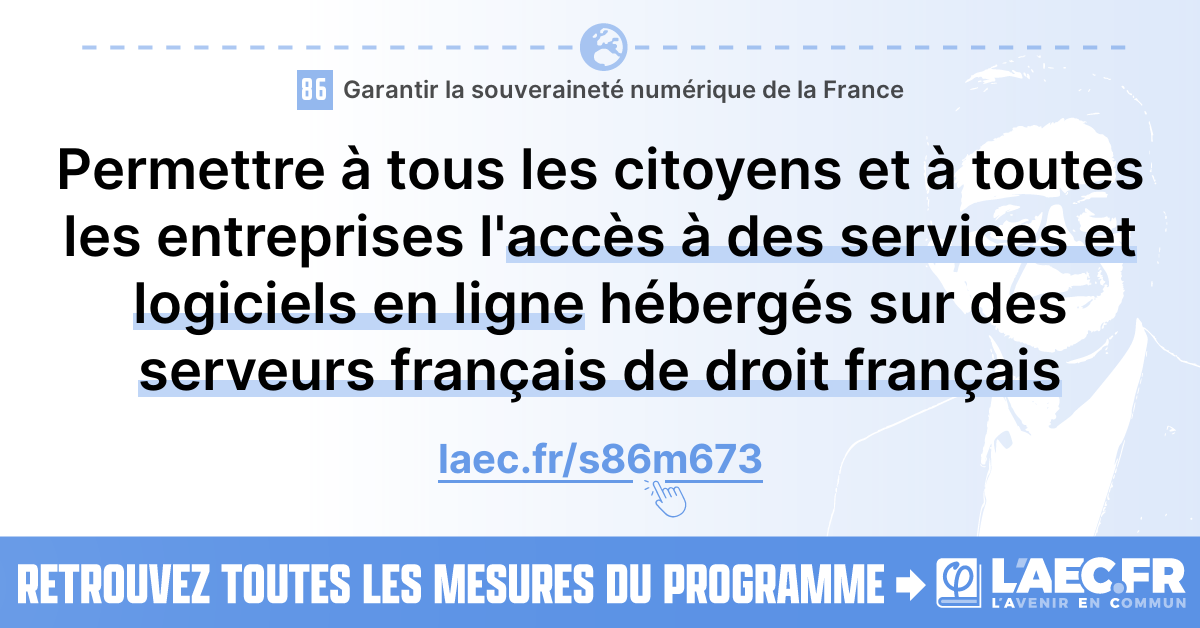 86 Garantir la souveraineté numérique de la France
Permettre à tous les citoyens et à toutes
les entreprises l'accès à des services et
logiciels en ligne hébergés sur des
serveurs français de droit français
laec.fr/s86m673
RETROUVEZ TOUTES LES MESURES DU PROGRAMME
φ L'AEC.FR
L'AVENIR EN COMMUN